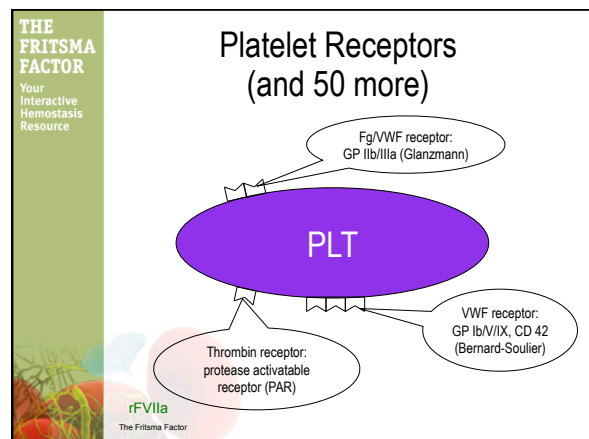 THE
FRITSMA
FACTOR
Your
Interactive
Hemostasis
Resource
Platelet Receptors
(and 50 more)
Fg/VWF receptor:
GP IIb/IIIa (Glanzmann)
PLT
VWF receptor:
GP Ib/V/IX, CD 42
(Bernard-Soulier)
Thrombin receptor:
protease activatable
receptor (PAR)
rFVIIa
The Fritsma Factor